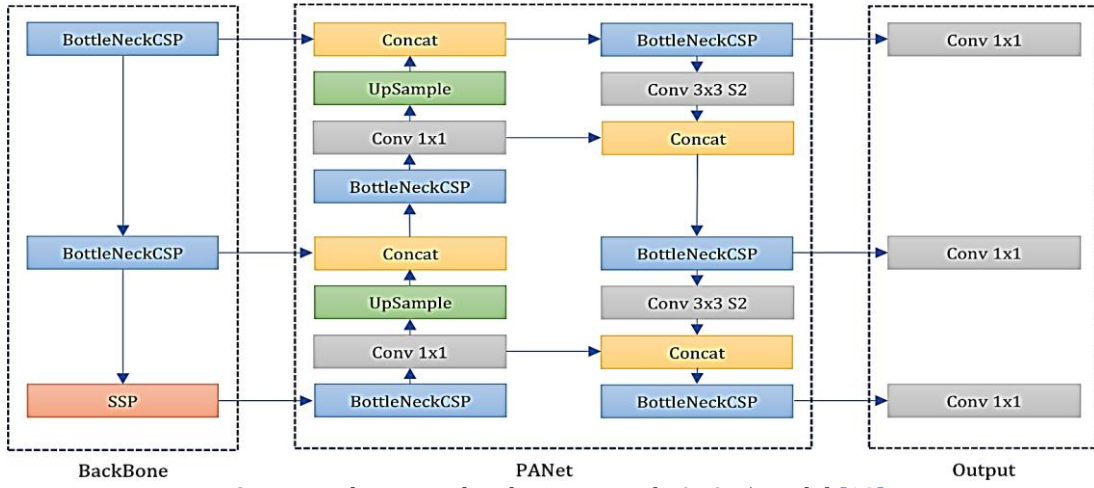 BottleNeckCSP
BottleNeckCSP
SSP
BackBone
Concat
UpSample
Conv 1x1
BottleNeckCSP
Concat
UpSample
Conv 1x1
BottleNeckCSP
BottleNeckCSP
Conv 3x3 S2
Concat
BottleNeckCSP
Conv 3x3 S2
Concat
BottleNeckCSP
PANet
Conv 1x1
Conv 1x1
Conv 1x1
Output